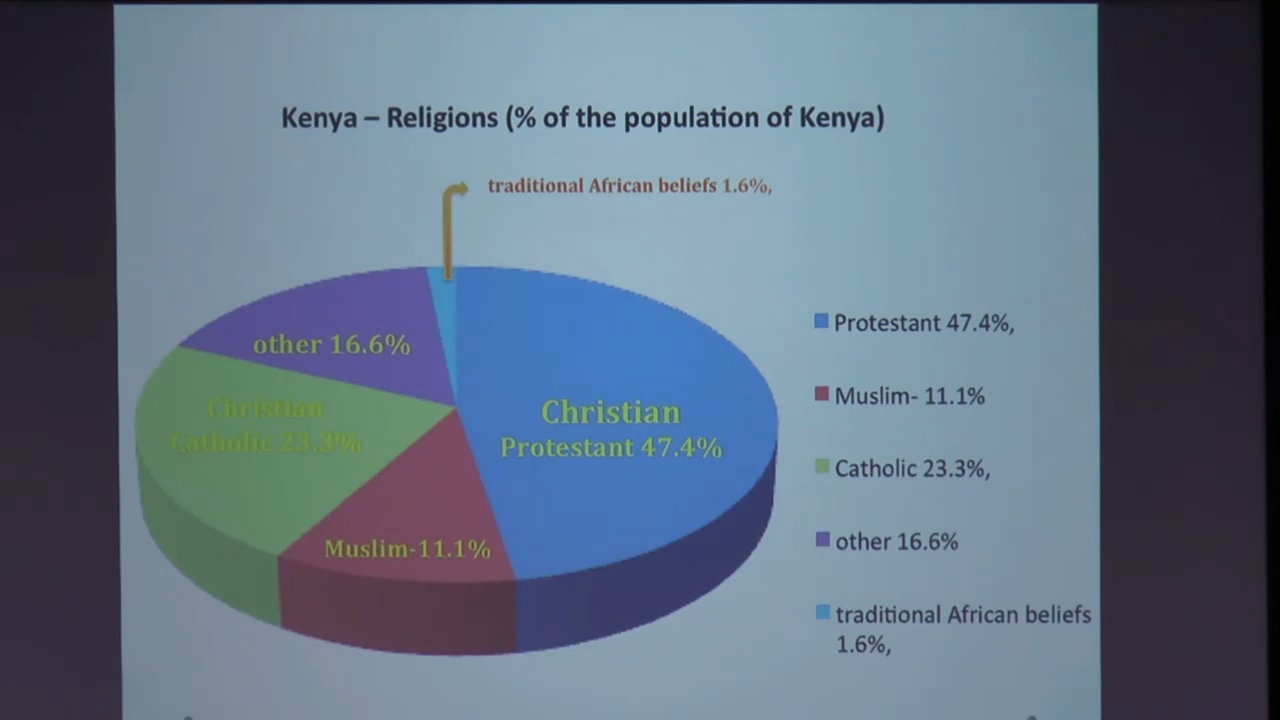 Kenya – Religions (% of the population of Kenya)
traditional African beliefs 1.6%,
other 16.6%
Christian
Catholic 23.3%
Christian
Protestant 47.4%
Muslim-11.1%
Protestant 47.4%,
Muslim- 11.1%
Catholic 23.3%,
other 16.6%
traditional African beliefs
1.6%,